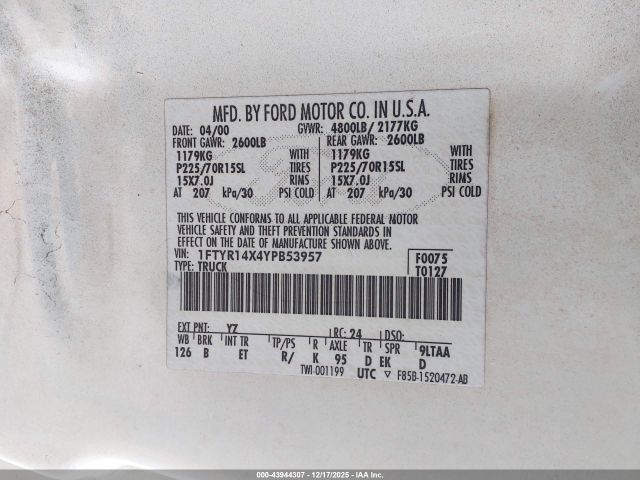 MFD. BY FORD MOTOR CO. IN U.S.A.
DATE: 04/00 GVWR: 4800LB/ 2177KG
FRONT GAWR: 2600LB REAR GAWR: 2600LB
1179KG WITH 1179KG WITH
P225/70R15SL TIRES P225/70R15SL TIRES
15X7.0J RIMS 15X7.0J RIMS
AT 207 kPa/30 PSI COLD AT 207 kPa/30 PSI COLD
THIS VEHICLE CONFORMS TO ALL APPLICABLE FEDERAL MOTOR
VEHICLE SAFETY AND THEFT PREVENTION STANDARDS IN
EFFECT ON THE DATE OF MANUFACTURE SHOWN ABOVE.
VIN: 1FTYR14X4YPB53957 F0075
TYPE: TRUCK T0127
EXT PNT: YZ RC: 24 DSO:
WB BRK INT TR TP/PS R AXLE TR SPR 9LTAA
126 B ET R/ K 95 D EK D
TWI-001199 UTC ▽ F85B-1520472-AB
000-43944307 - 12/17/2025 - IAA Inc.